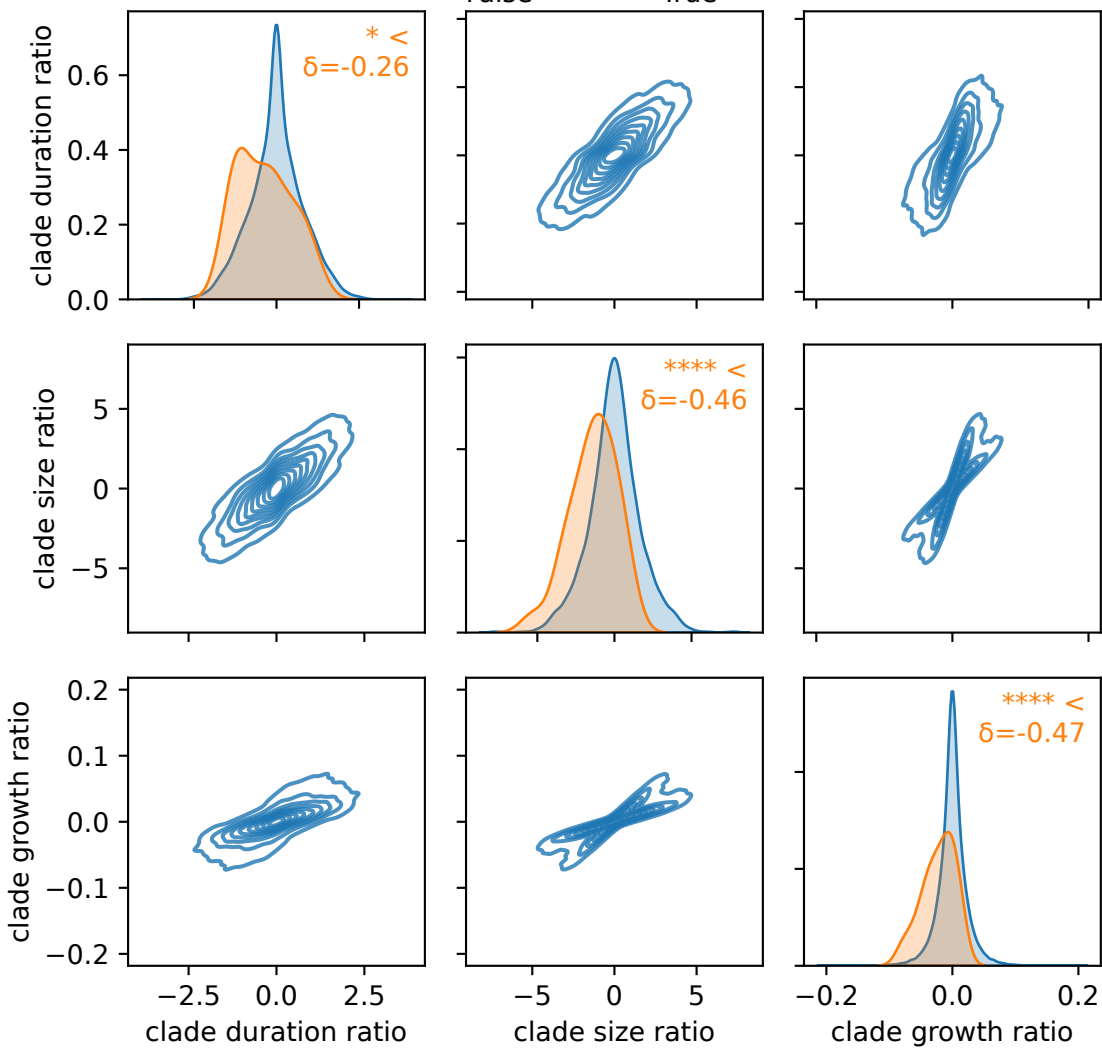 True
clade duration ratio
0.6
0.4
0.2
0.0
* <
δ=-0.26
clade size ratio
5
0
−5
**** <
δ=-0.46
clade growth ratio
0.2
0.1
0.0
−0.1
−0.2
**** <
δ=-0.47
−2.5 0.0 2.5
−5 0 5
−0.2 0.0 0.2
clade duration ratio
clade size ratio
clade growth ratio